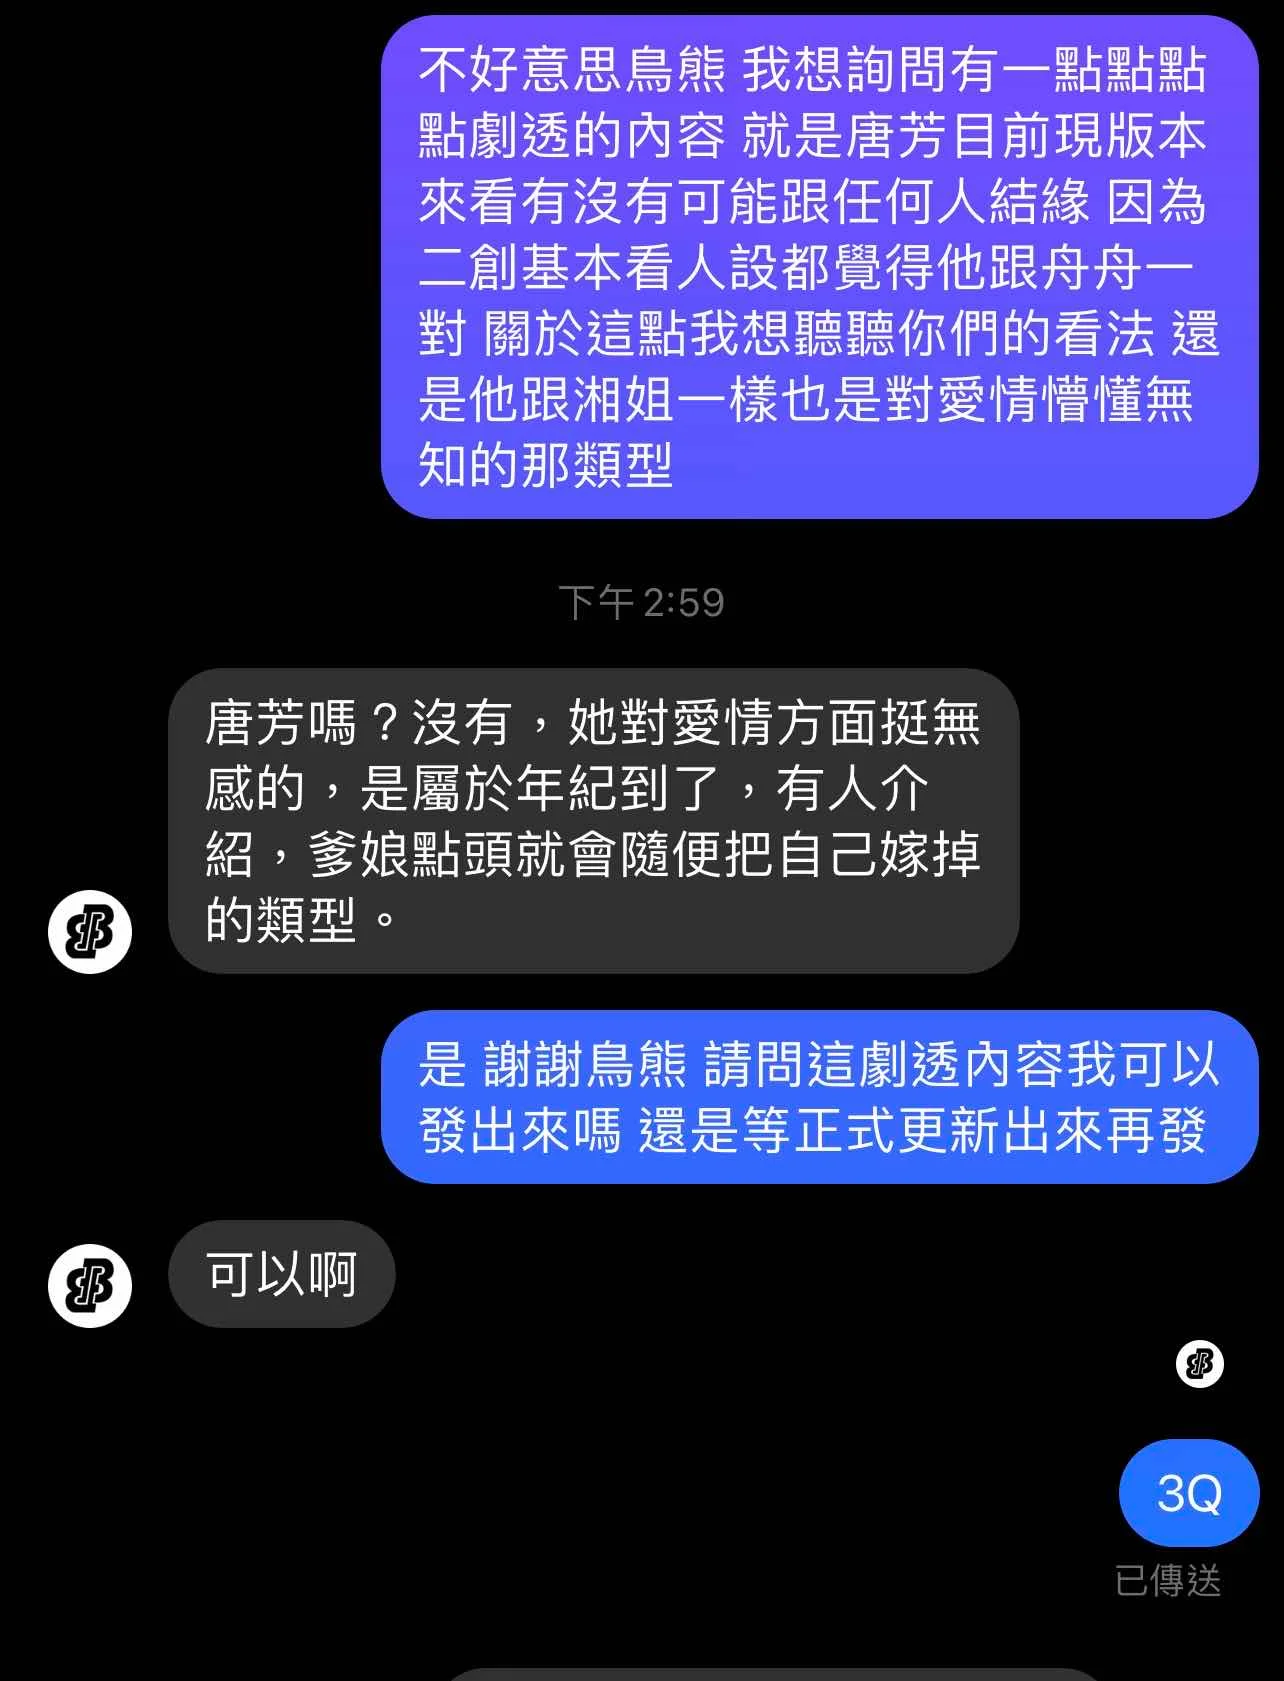 不好意思鳥熊 我想詢問有一點點點
點劇透的內容 就是唐芳目前現版本
來看有沒有可能跟任何人結緣 因為
二創基本看人設都覺得他跟舟舟一
對 關於這點我想聽聽你們的看法 還
是他跟湘姐一樣也是對愛情懵懂無
知的那類型
下午 2:59
唐芳嗎？沒有，她對愛情方面挺無
感的，是屬於年紀到了，有人介
紹，爹娘點頭就會隨便把自己嫁掉
的類型。
是 謝謝鳥熊 請問這劇透內容我可以
發出來嗎 還是等正式更新出來再發
可以啊
3Q
已傳送